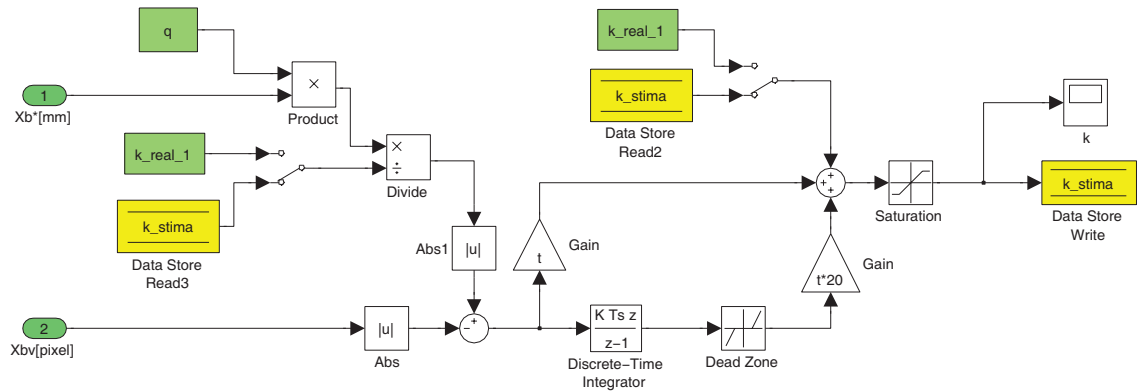 q
k_real_1
1
Xb*[mm]
×
Product
k_stima
Data Store
Read2
k
k_real_1
×
÷
Divide
k_stima
Data Store
Read3
Abs1
|u|
t
Gain
+
+
+
Saturation
k_stima
Data Store
Write
t*20
Gain
2
Xbv[pixel]
|u|
Abs
+
−
K Ts z
z−1
Discrete−Time
Integrator
Dead Zone